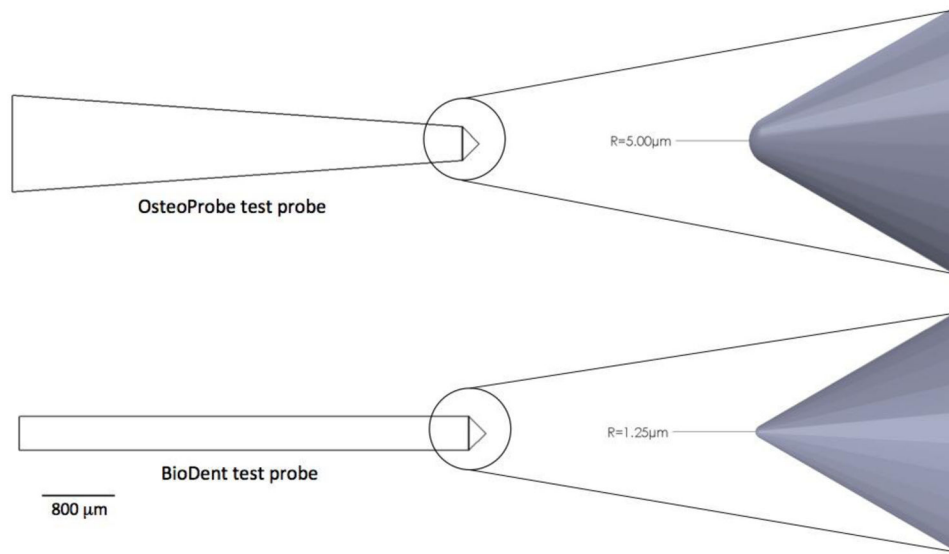 R=5.00µm
OsteoProbe test probe
R=1.25µm
BioDent test probe
800 µm